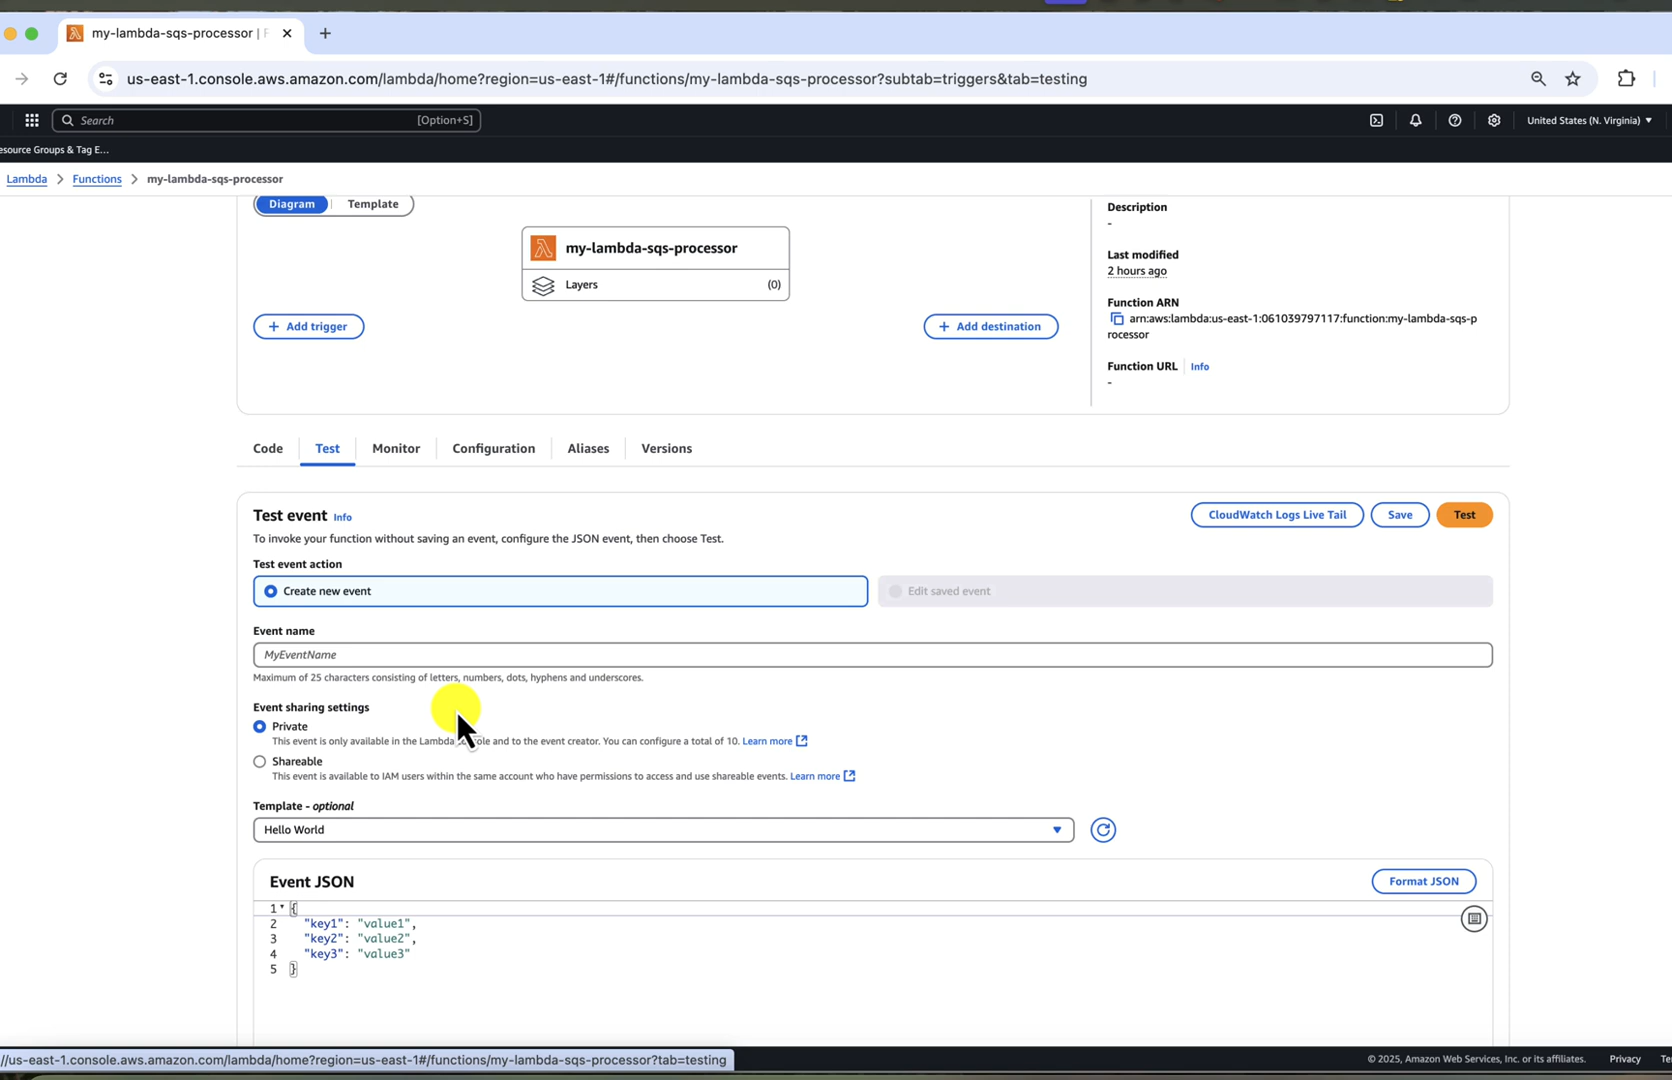 my-lambda-sqs-processor | F
us-east-1.console.aws.amazon.com/lambda/home?region=us-east-1#/functions/my-lambda-sqs-processor?subtab=triggers&tab=testing
Search
[Option+S]
United States (N. Virginia)
esource Groups & Tag E...
Lambda > Functions > my-lambda-sqs-processor
Diagram
Template
Description
-
my-lambda-sqs-processor
Layers
(0)
Last modified
2 hours ago
Function ARN
arn:aws:lambda:us-east-1:061039797117:function:my-lambda-sqs-p
rocessor
+ Add trigger
+ Add destination
Function URL
Info
-
Code
Test
Monitor
Configuration
Aliases
Versions
Test event Info
CloudWatch Logs Live Tail
Save
Test
To invoke your function without saving an event, configure the JSON event, then choose Test.
Test event action
Create new event
Edit saved event
Event name
MyEventName
Maximum of 25 characters consisting of letters, numbers, dots, hyphens and underscores.
Event sharing settings
Private
This event is only available in the Lambda ole and to the event creator. You can configure a total of 10. Learn more
Shareable
This event is available to IAM users within the same account who have permissions to access and use shareable events. Learn more
Template - optional
Hello World
Event JSON
Format JSON
1 {
2 "key1": "value1",
3 "key2": "value2",
4 "key3": "value3"
5 }
//us-east-1.console.aws.amazon.com/lambda/home?region=us-east-1#/functions/my-lambda-sqs-processor?tab=testing
© 2025, Amazon Web Services, Inc. or its affiliates.
Privacy
Te